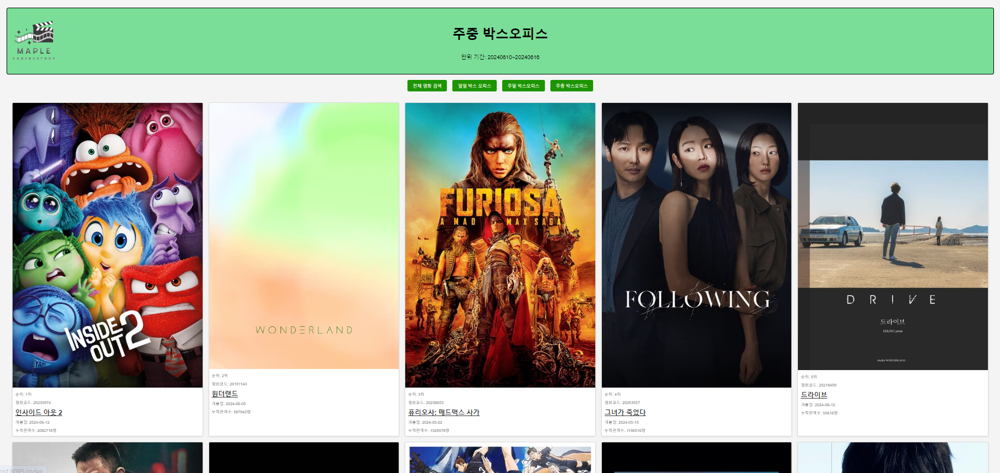 MAPLE
CODINGSTORY
주중 박스오피스
단위 기간: 20240610~20240616
전체 영화 검색
일일 박스 오피스
주말 박스오피스
주중 박스오피스
INSIDE OUT 2
YAY!
순위: 1위
영화코드: 20235974
인사이드 아웃 2
개봉일: 2024-06-12
누적관객수: 2082718명
WONDERLAND
순위: 2위
영화코드: 20191143
원더랜드
개봉일: 2024-06-05
누적관객수: 587943명
FURIOSA
A MAD MAX SAGA
순위: 3위
영화코드: 20236653
퓨리오사: 매드맥스 사가
개봉일: 2024-05-22
누적관객수: 1529578명
FOLLOWING
순위: 4위
영화코드: 20203557
그녀가 죽었다
개봉일: 2024-05-15
누적관객수: 1196516명
DRIVE
드라이브
CHUNG yeon
studio WONDERLAND
순위: 5위
영화코드: 20218459
드라이브
개봉일: 2024-06-12
누적관객수: 55616명
ost:8095/index